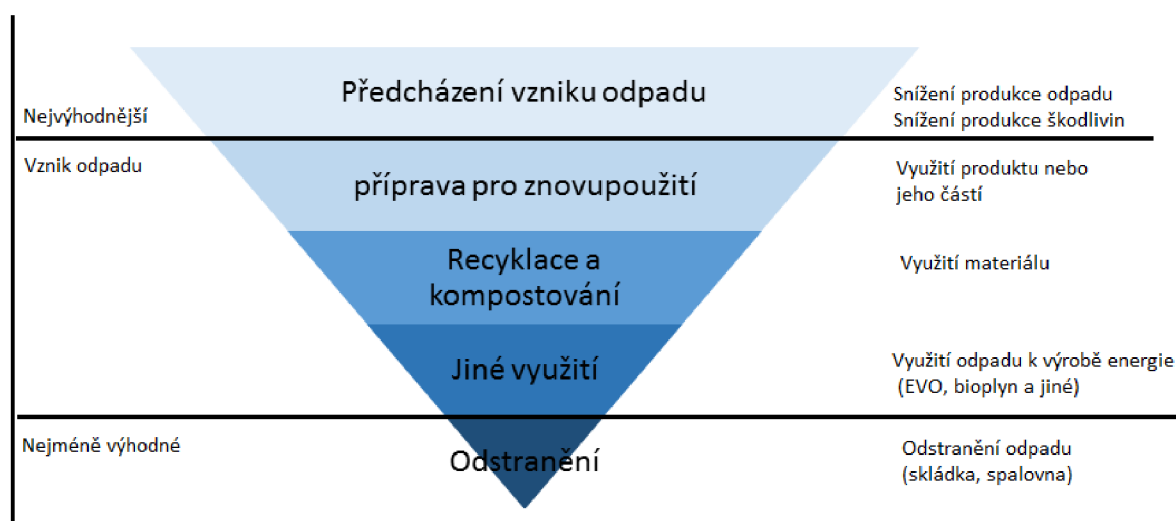 Předcházení vzniku odpadu
Nejvýhodnější
Snížení produkce odpadu
Snížení produkce škodlivin
Vznik odpadu
příprava pro znovupoužití
Využití produktu nebo
jeho částí
Recyklace a
kompostování
Využití materiálu
Jiné využití
Využití odpadu k výrobě energie
(EVO, bioplyn a jiné)
Nejméně výhodné
Odstranění
Odstranění odpadu
(skládka, spalovna)